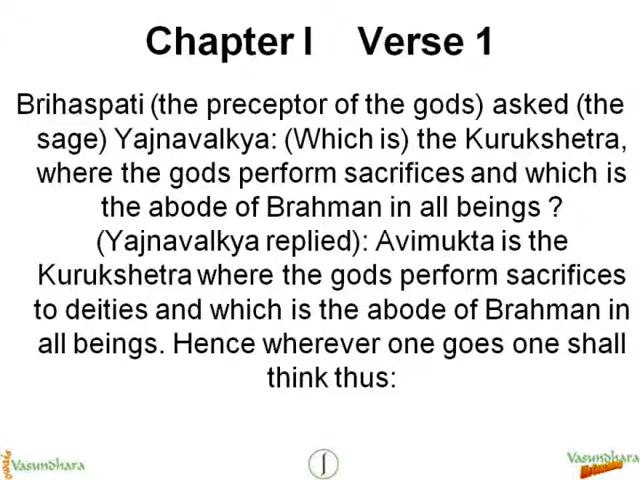 Chapter I Verse 1
Brihaspati (the preceptor of the gods) asked (the
sage) Yajnavalkya: (Which is) the Kurukshetra,
where the gods perform sacrifices and which is
the abode of Brahman in all beings ?
(Yajnavalkya replied): Avimukta is the
Kurukshetra where the gods perform sacrifices
to deities and which is the abode of Brahman in
all beings. Hence wherever one goes one shall
think thus:
Vasundhara
Vasundhara